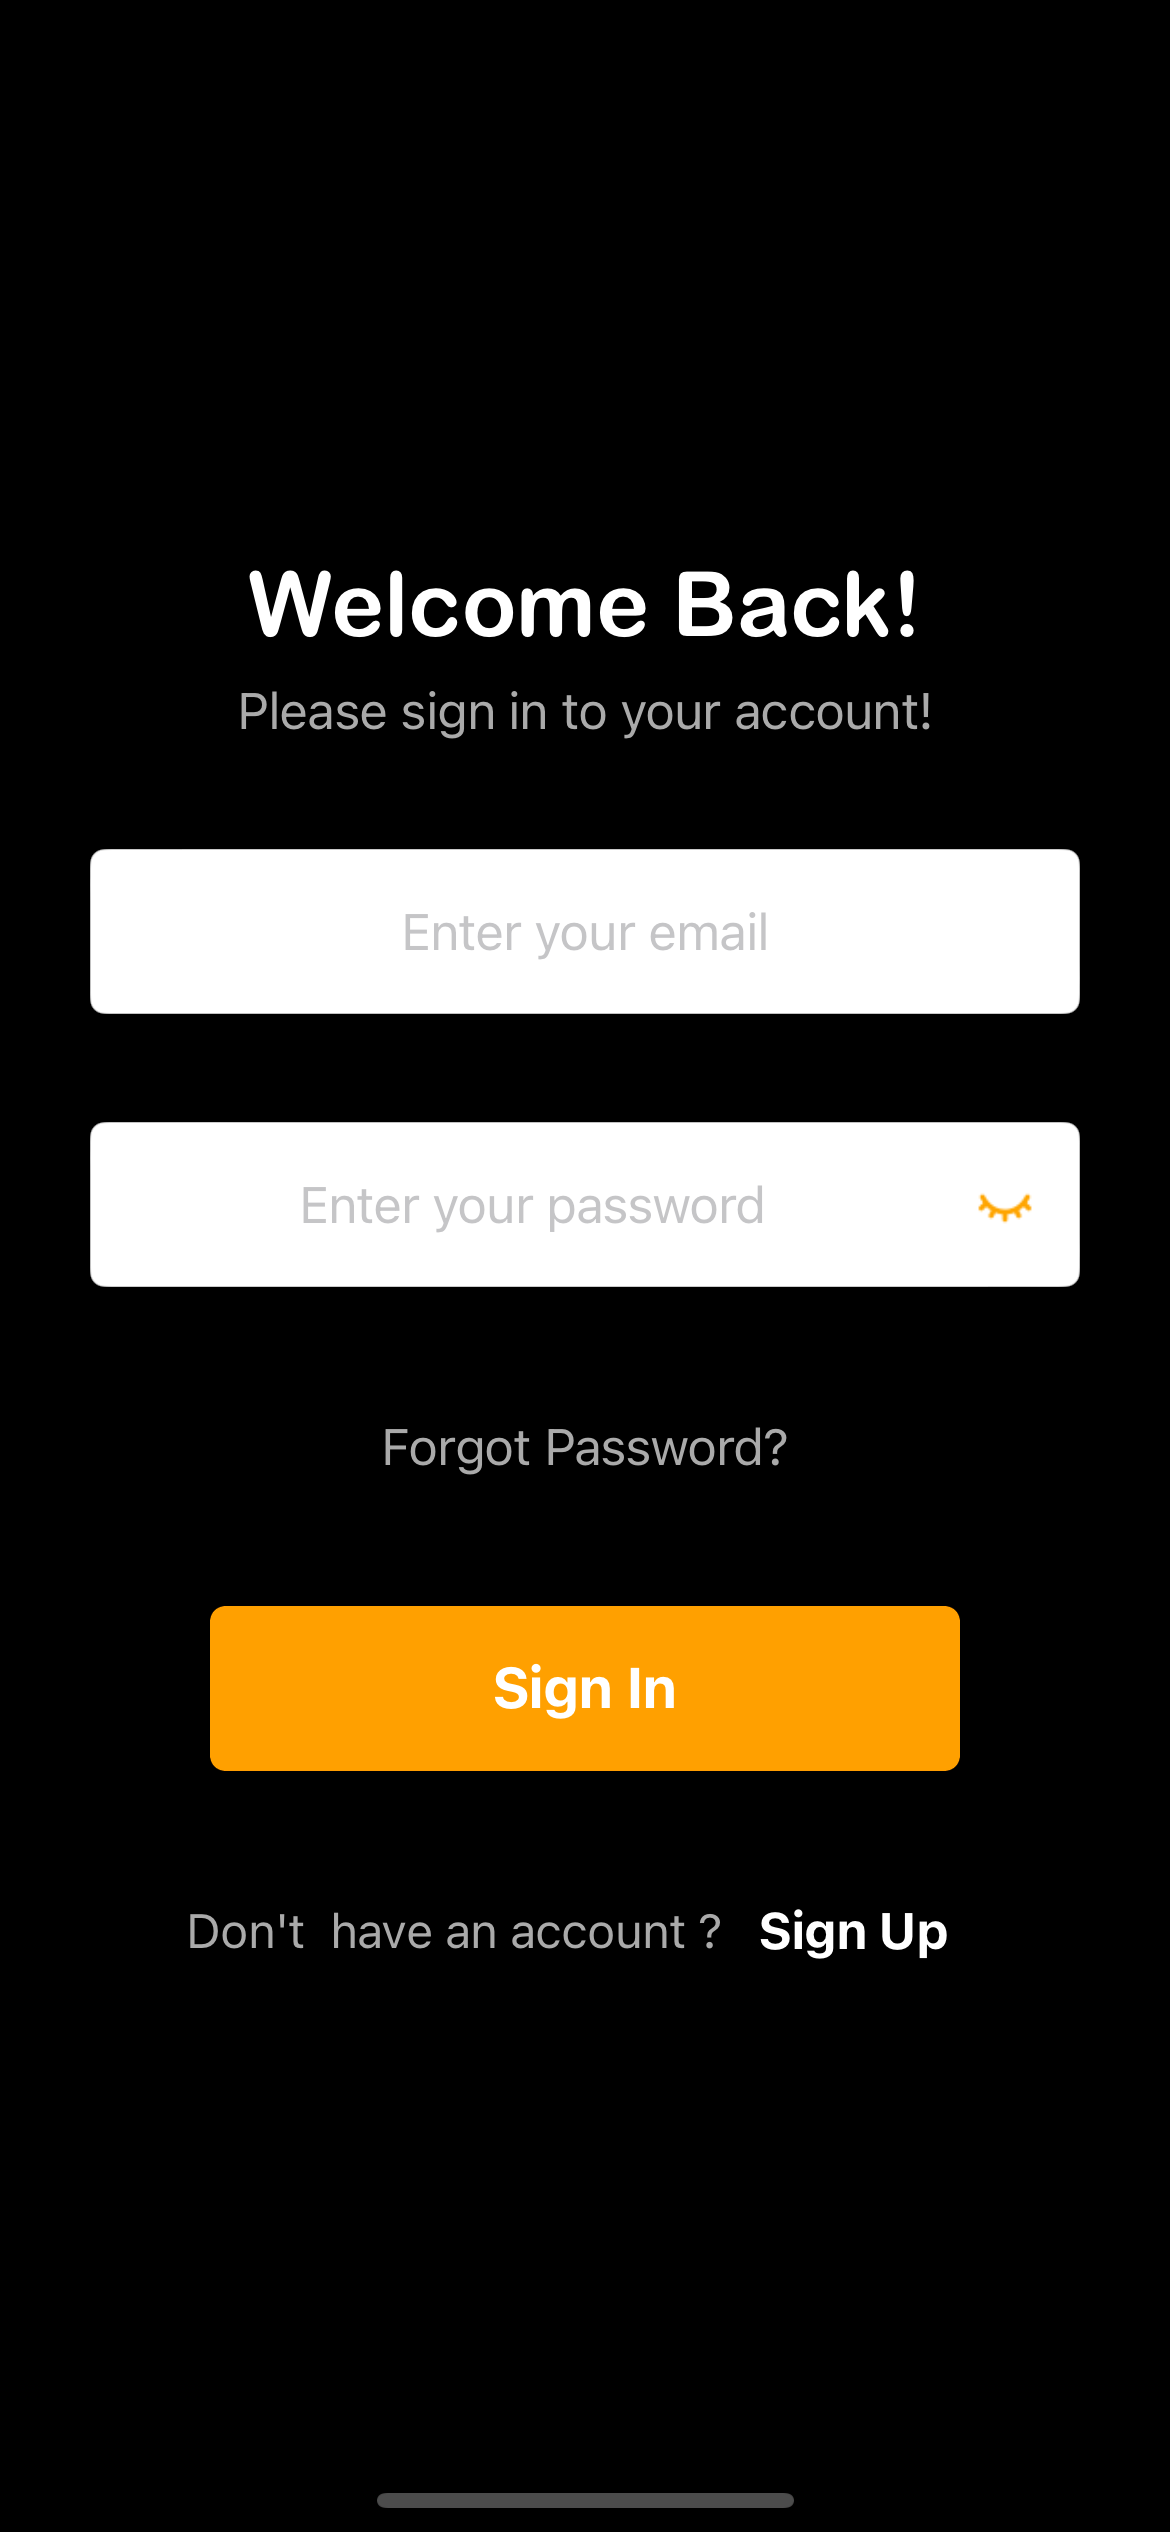 Welcome Back!
Please sign in to your account!
Enter your email
Enter your password
Forgot Password?
Sign In
Don't  have an account ?   Sign Up